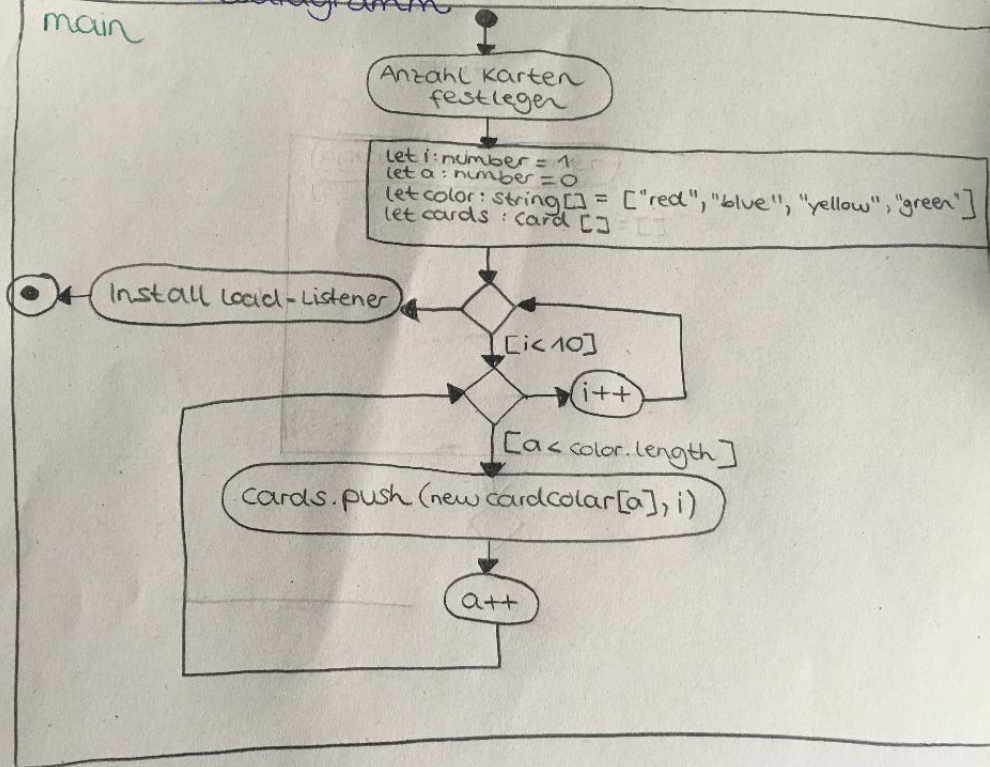 main
Anzahl Karten
festlegen
let i: number = 1
let a: number = 0
let color: string[] = ["red", "blue", "yellow", "green"]
let cards: card []
Install load-Listener
[i< 10]
i++
[a< color.length]
cards.push (new cardcolar[a], i)
a++